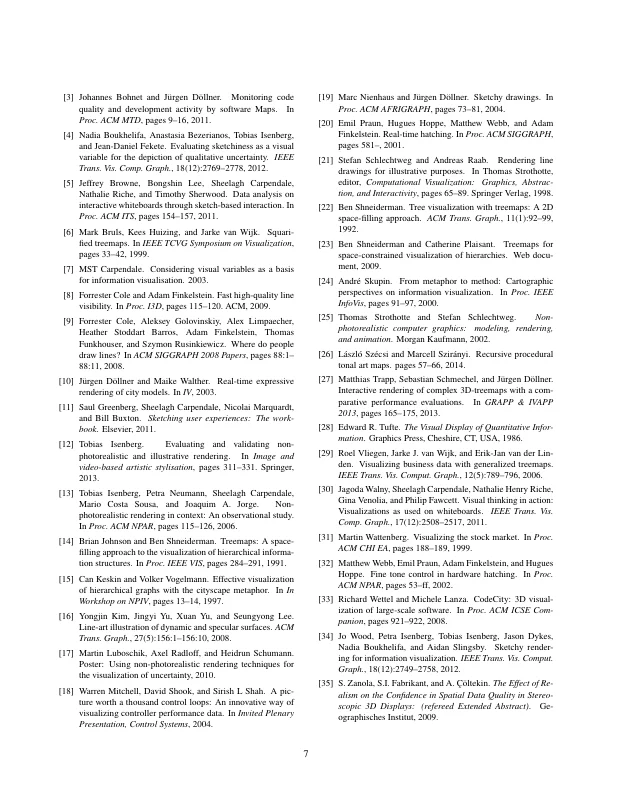 [3] Johannes Bohnet and Jürgen Döllner. Monitoring code
quality and development activity by software Maps. In
Proc. ACM MTD, pages 9–16, 2011.
[4] Nadia Boukhelifa, Anastasia Bezerianos, Tobias Isenberg,
and Jean-Daniel Fekete. Evaluating sketchiness as a visual
variable for the depiction of qualitative uncertainty. IEEE
Trans. Vis. Comp. Graph., 18(12):2769–2778, 2012.
[5] Jeffrey Browne, Bongshin Lee, Sheelagh Carpendale,
Nathalie Riche, and Timothy Sherwood. Data analysis on
interactive whiteboards through sketch-based interaction. In
Proc. ACM ITS, pages 154–157, 2011.
[6] Mark Bruls, Kees Huizing, and Jarke van Wijk. Squari-
fied treemaps. In IEEE TCVG Symposium on Visualization,
pages 33–42, 1999.
[7] MST Carpendale. Considering visual variables as a basis
for information visualisation. 2003.
[8] Forrester Cole and Adam Finkelstein. Fast high-quality line
visibility. In Proc. I3D, pages 115–120. ACM, 2009.
[9] Forrester Cole, Aleksey Golovinskiy, Alex Limpaecher,
Heather Stoddart Barros, Adam Finkelstein, Thomas
Funkhouser, and Szymon Rusinkiewicz. Where do people
draw lines? In ACM SIGGRAPH 2008 Papers, pages 88:1–
88:11, 2008.
[10] Jürgen Döllner and Maike Walther. Real-time expressive
rendering of city models. In IV, 2003.
[11] Saul Greenberg, Sheelagh Carpendale, Nicolai Marquardt,
and Bill Buxton. Sketching user experiences: The work-
book. Elsevier, 2011.
[12] Tobias Isenberg. Evaluating and validating non-
photorealistic and illustrative rendering. In Image and
video-based artistic stylisation, pages 311–331. Springer,
2013.
[13] Tobias Isenberg, Petra Neumann, Sheelagh Carpendale,
Mario Costa Sousa, and Joaquim A. Jorge. Non-
photorealistic rendering in context: An observational study.
In Proc. ACM NPAR, pages 115–126, 2006.
[14] Brian Johnson and Ben Shneiderman. Treemaps: A space-
filling approach to the visualization of hierarchical informa-
tion structures. In Proc. IEEE VIS, pages 284–291, 1991.
[15] Can Keskin and Volker Vogelmann. Effective visualization
of hierarchical graphs with the cityscape metaphor. In In
Workshop on NPIV, pages 13–14, 1997.
[16] Yongjin Kim, Jingyi Yu, Xuan Yu, and Seungyong Lee.
Line-art illustration of dynamic and specular surfaces. ACM
Trans. Graph., 27(5):156:1–156:10, 2008.
[17] Martin Luboschik, Axel Radloff, and Heidrun Schumann.
Poster: Using non-photorealistic rendering techniques for
the visualization of uncertainty, 2010.
[18] Warren Mitchell, David Shook, and Sirish L Shah. A pic-
ture worth a thousand control loops: An innovative way of
visualizing controller performance data. In Invited Plenary
Presentation, Control Systems, 2004.
[19] Marc Nienhaus and Jürgen Döllner. Sketchy drawings. In
Proc. ACM AFRIGRAPH, pages 73–81, 2004.
[20] Emil Praun, Hugues Hoppe, Matthew Webb, and Adam
Finkelstein. Real-time hatching. In Proc. ACM SIGGRAPH,
pages 581–, 2001.
[21] Stefan Schlechtweg and Andreas Raab. Rendering line
drawings for illustrative purposes. In Thomas Strothotte,
editor, Computational Visualization: Graphics, Abstrac-
tion, and Interactivity, pages 65–89. Springer Verlag, 1998.
[22] Ben Shneiderman. Tree visualization with treemaps: A 2D
space-filling approach. ACM Trans. Graph., 11(1):92–99,
1992.
[23] Ben Shneiderman and Catherine Plaisant. Treemaps for
space-constrained visualization of hierarchies. Web docu-
ment, 2009.
[24] André Skupin. From metaphor to method: Cartographic
perspectives on information visualization. In Proc. IEEE
InfoVis, pages 91–97, 2000.
[25] Thomas Strothotte and Stefan Schlechtweg. Non-
photorealistic computer graphics: modeling, rendering,
and animation. Morgan Kaufmann, 2002.
[26] László Szécsi and Marcell Szirányi. Recursive procedural
tonal art maps. pages 57–66, 2014.
[27] Matthias Trapp, Sebastian Schmechel, and Jürgen Döllner.
Interactive rendering of complex 3D-treemaps with a com-
parative performance evaluations. In GRAPP & IVAPP
2013, pages 165–175, 2013.
[28] Edward R. Tufte. The Visual Display of Quantitative Infor-
mation. Graphics Press, Cheshire, CT, USA, 1986.
[29] Roel Vliegen, Jarke J. van Wijk, and Erik-Jan van der Lin-
den. Visualizing business data with generalized treemaps.
IEEE Trans. Vis. Comput. Graph., 12(5):789–796, 2006.
[30] Jagoda Walny, Sheelagh Carpendale, Nathalie Henry Riche,
Gina Venolia, and Philip Fawcett. Visual thinking in action:
Visualizations as used on whiteboards. IEEE Trans. Vis.
Comp. Graph., 17(12):2508–2517, 2011.
[31] Martin Wattenberg. Visualizing the stock market. In Proc.
ACM CHI EA, pages 188–189, 1999.
[32] Matthew Webb, Emil Praun, Adam Finkelstein, and Hugues
Hoppe. Fine tone control in hardware hatching. In Proc.
ACM NPAR, pages 53–ff, 2002.
[33] Richard Wettel and Michele Lanza. CodeCity: 3D visual-
ization of large-scale software. In Proc. ACM ICSE Com-
panion, pages 921–922, 2008.
[34] Jo Wood, Petra Isenberg, Tobias Isenberg, Jason Dykes,
Nadia Boukhelifa, and Aidan Slingsby. Sketchy render-
ing for information visualization. IEEE Trans. Vis. Comput.
Graph., 18(12):2749–2758, 2012.
[35] S. Zanola, S.I. Fabrikant, and A. Çöltekin. The Effect of Re-
alism on the Confidence in Spatial Data Quality in Stereo-
scopic 3D Displays: (refereed Extended Abstract). Ge-
ographisches Institut, 2009.
7